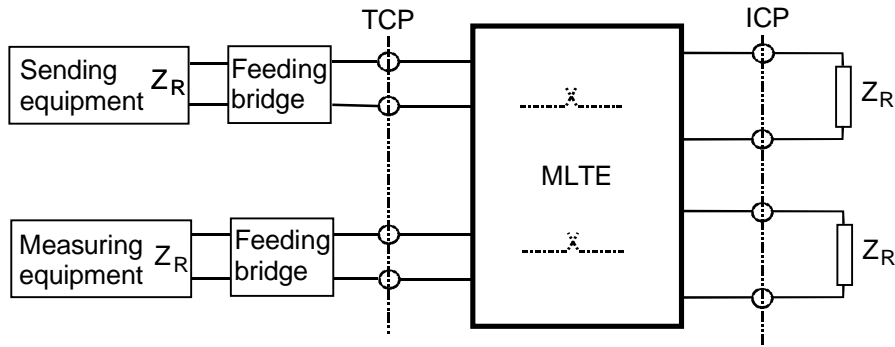 TCP
ICP
Sending
equipment ZR
Feeding
bridge
ZR
MLTE
Measuring
equipment ZR
Feeding
bridge
ZR